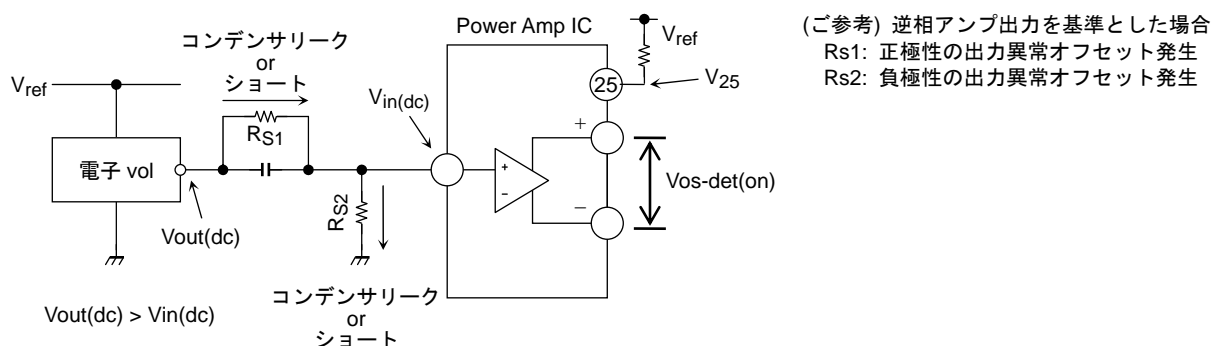 (ご参考) 逆相アンプ出力を基準とした場合
Rs1: 正極性の出力異常オフセット発生
Rs2: 負極性の出力異常オフセット発生
Power Amp IC
コンデンサリーク
or
ショート
Vref
Vref
25
V25
Vin(dc)
RS1
電子 vol
+
+
-
−
Vos-det(on)
RS2
Vout(dc)
コンデンサリーク
or
ショート
Vout(dc) > Vin(dc)